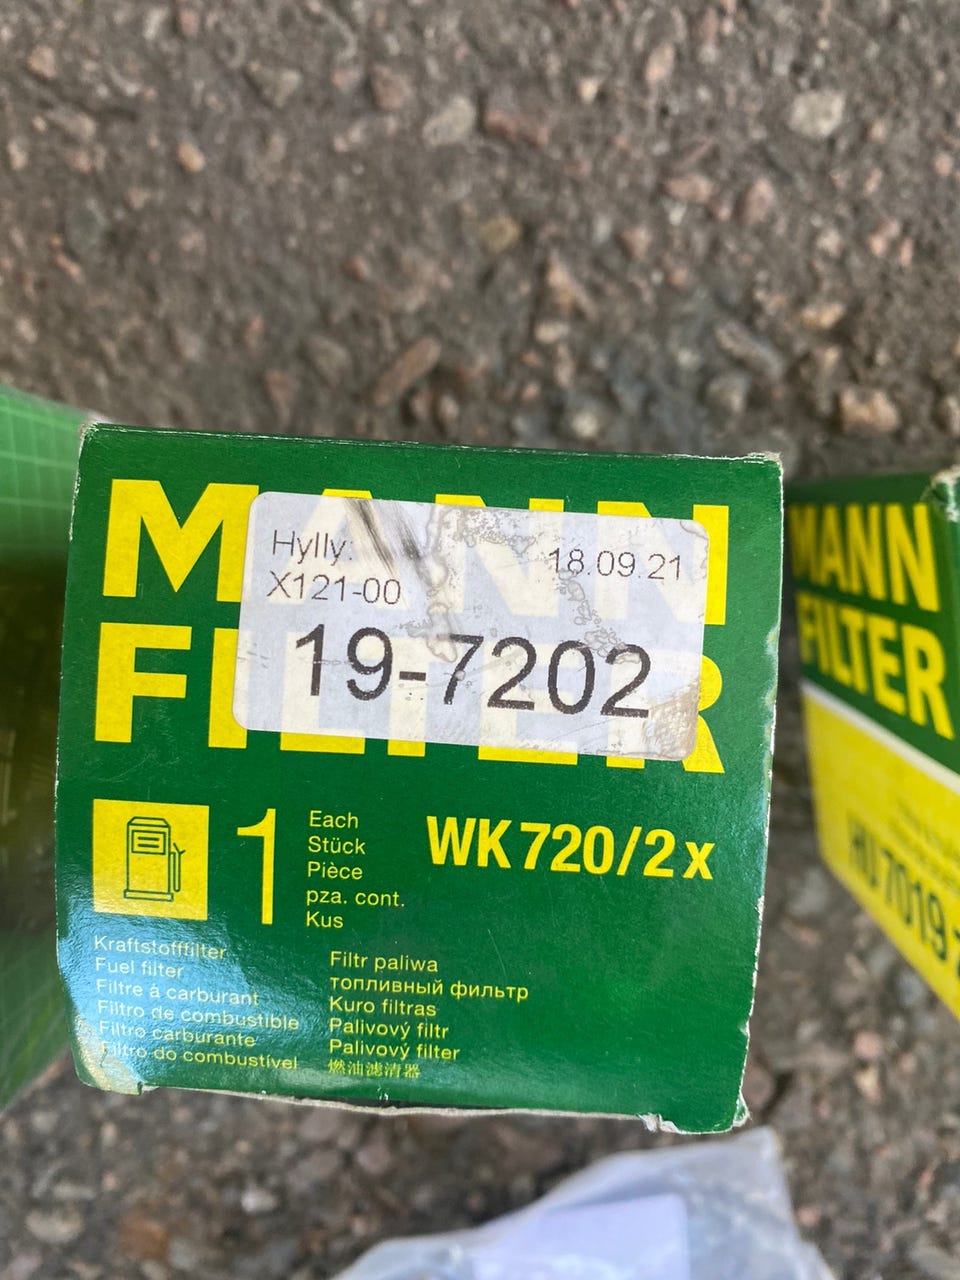 MANN
FILTER
Hylly:
18.09.21
X121-00
19-7202
1
Each
Stück
Pièce
pza. cont.
Kus
WK 720/2 x
Kraftstofffilter
Fuel filter
Filtre à carburant
Filtro de combustible
Filtro carburante
Filtro do combustível
Filtr paliwa
топливный фильтр
Kuro filtras
Palivový filtr
Palivový filter
燃油滤清器
MANN
FILTER
HU 7019